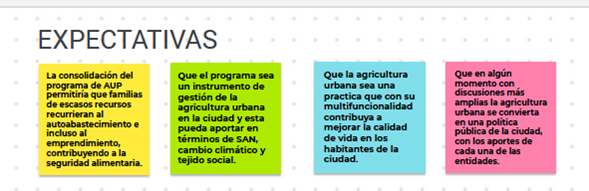 EXPECTATIVAS
La consolidación del
programa de AUP
permitiría que familias
de escasos recursos
recurrieran al
autoabastecimiento e
incluso al
emprendimiento,
contribuyendo a la
seguridad alimentaria.
Que el programa sea
un instrumento de
gestión de la
agricultura urbana
en la ciudad y esta
pueda aportar en
términos de SAN,
cambio climático y
tejido social.
Que la agricultura
urbana sea una
practica que con su
multifuncionalidad
contribuya a
mejorar la calidad
de vida en los
habitantes de la
ciudad.
Que en algún
momento con
discusiones más
amplias la agricultura
urbana se convierta
en una política
pública de la ciudad,
con los aportes de
cada una de las
entidades.